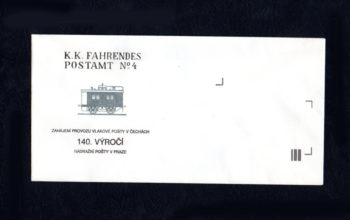 K.K. FAHRENDES
POSTAMT Nº 4
ZAHÁJENÍ PROVOZU VLAKOVÉ POŠTY V ČECHÁCH
140. VÝROČÍ
NÁDRAŽNÍ POŠTY V PRAZE